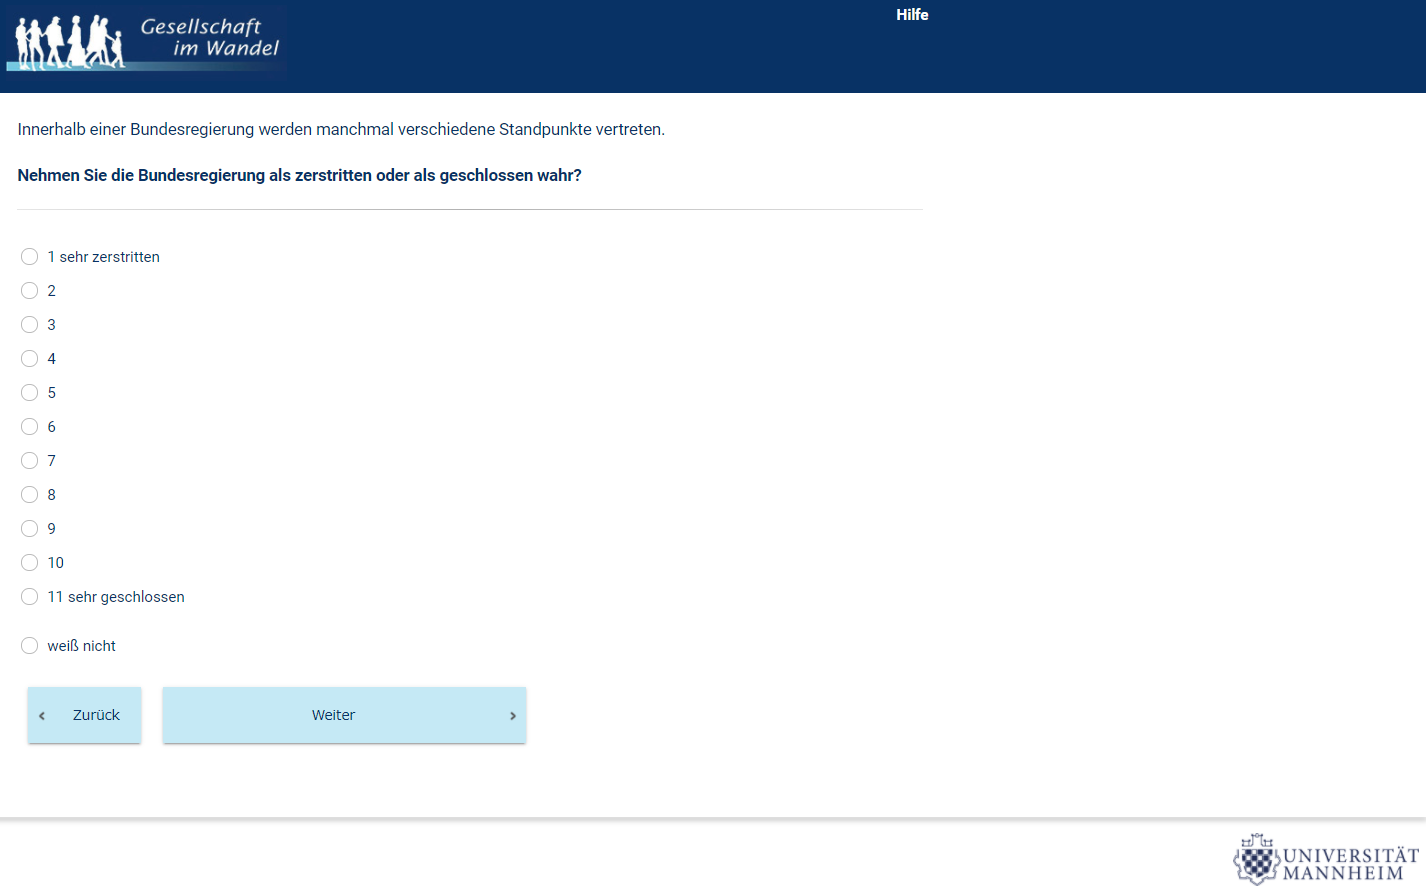 Gesellschaft
im Wandel
Hilfe
Innerhalb einer Bundesregierung werden manchmal verschiedene Standpunkte vertreten.
Nehmen Sie die Bundesregierung als zerstritten oder als geschlossen wahr?
1 sehr zerstritten
2
3
4
5
6
7
8
9
10
11 sehr geschlossen
weiß nicht
‹ Zurück
Weiter ›
UNIVERSITÄT
MANNHEIM